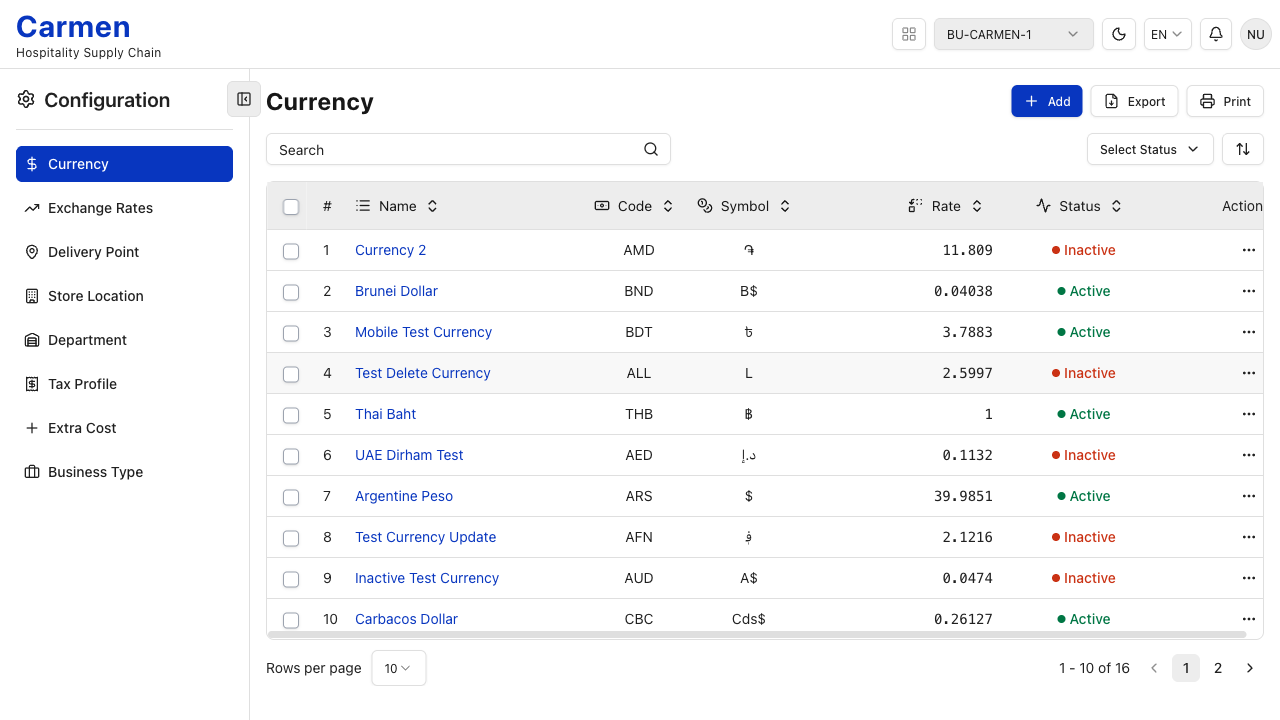 Carmen
Hospitality Supply Chain
BU-CARMEN-1
EN
NU
Configuration
Currency
Exchange Rates
Delivery Point
Store Location
Department
Tax Profile
Extra Cost
Business Type
Currency
Add
Export
Print
Search
Select Status
# Name Code Symbol Rate Status Action
1 Currency 2 AMD ֏ 11.809 Inactive
2 Brunei Dollar BND B$ 0.04038 Active
3 Mobile Test Currency BDT ৳ 3.7883 Active
4 Test Delete Currency ALL L 2.5997 Inactive
5 Thai Baht THB ฿ 1 Active
6 UAE Dirham Test AED د.إ 0.1132 Inactive
7 Argentine Peso ARS $ 39.9851 Active
8 Test Currency Update AFN ؋ 2.1216 Inactive
9 Inactive Test Currency AUD A$ 0.0474 Inactive
10 Carbacos Dollar CBC Cds$ 0.26127 Active
Rows per page 10
1 - 10 of 16 1 2